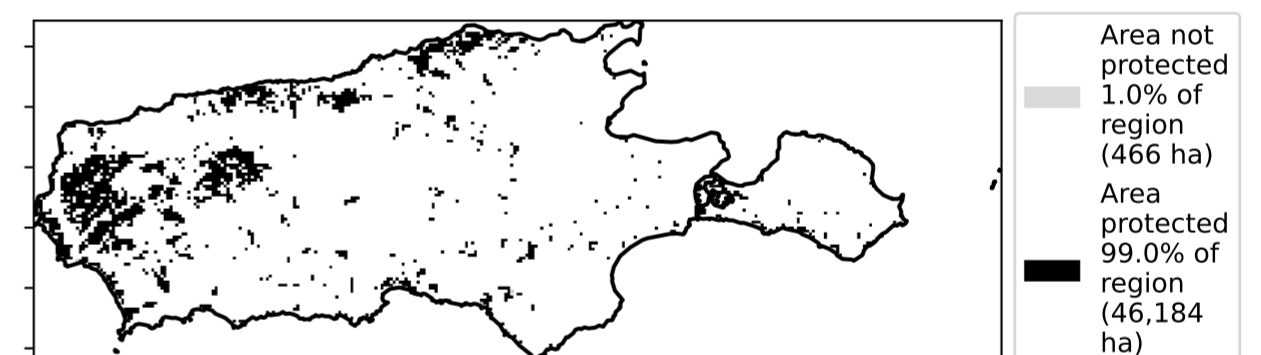 Area not
protected
1.0% of
region
(466 ha)
Area
protected
99.0% of
region
(46,184
ha)